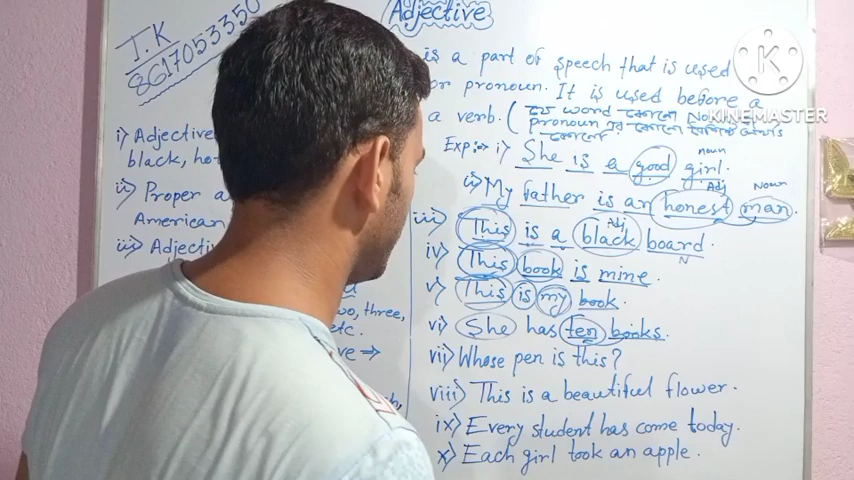 Adjective
T.K
8617053350
is a part of speech that is used
or pronoun. It is used before a
a verb. (
pronoun
KINEMASTER
i) Adjective
black, ho
ii) Proper a
American
iii) Adjecti
two, three,
etc.
ve ⇒
Exp:→ i) She is a good girl.
noun
Adj
ii) My father is an honest man.
Noun
iii) This is a black board.
Adj
N
iv) This book is mine.
v) This is my book.
vi) She has ten books.
vii) Whose pen is this?
viii) This is a beautiful flower.
ix) Every student has come today.
x) Each girl took an apple.